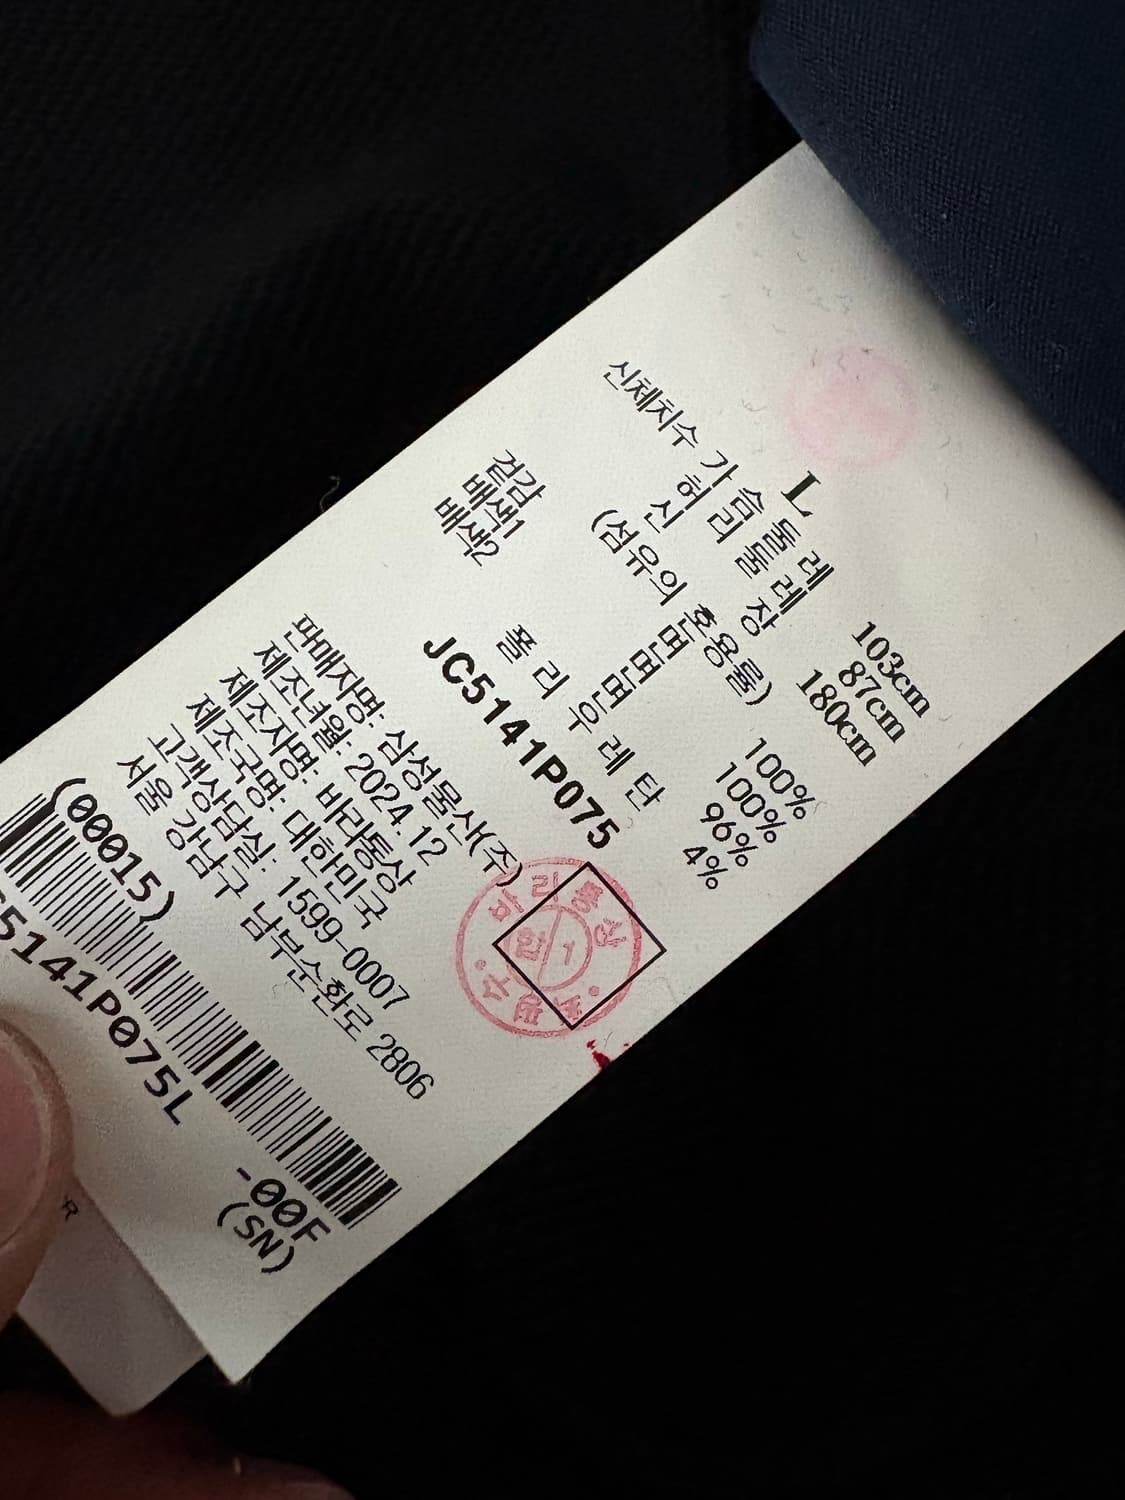 L
신체치수 가슴둘레 103cm
허리둘레 87cm
신장 180cm
(섬유의 혼용률)
겉감 면 100%
배색1 면 100%
배색2 면 96%
폴리우레탄 4%
JC5141P075
판매자명: 삼성물산(주)
제조년월: 2024.12
제조자명: 바리통상
제조국명: 대한민국
고객상담실: 1599-0007
서울 강남구 남부순환로 2806
(00015)
5141P075L
-00F
(SN)
바리통상
1
R